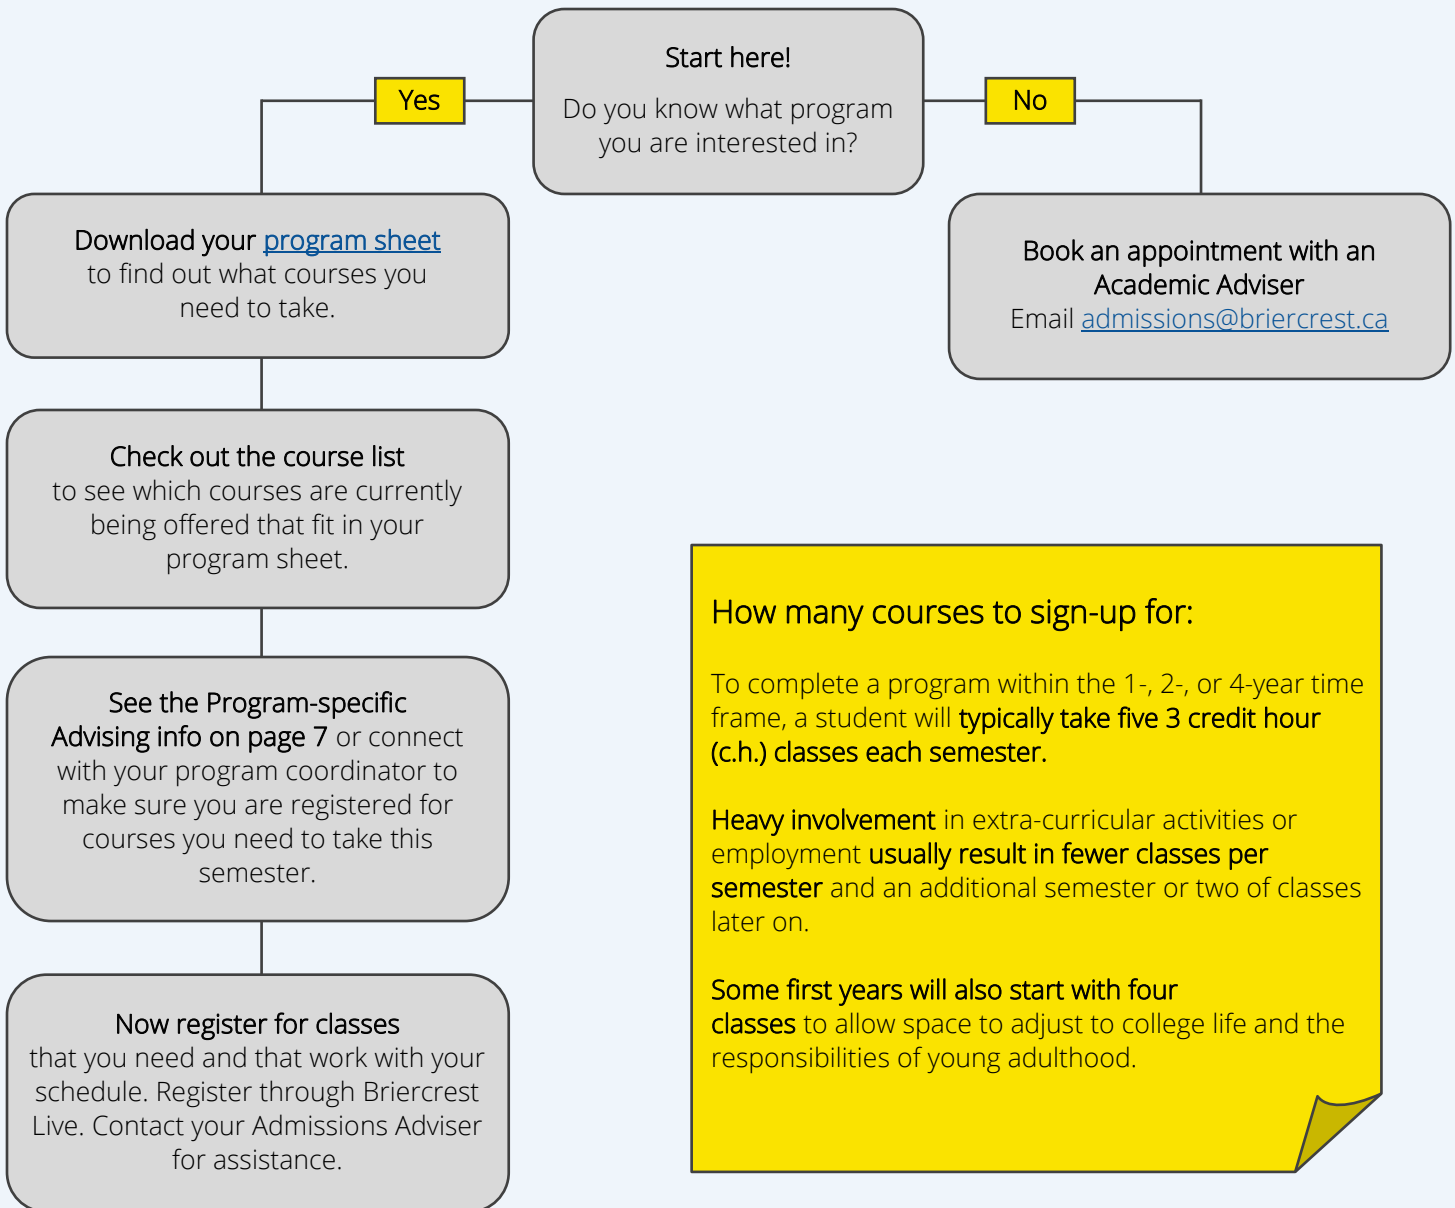 Start here!
Do you know what program
you are interested in?
Yes
No
Download your program sheet
to find out what courses you
need to take.
Book an appointment with an
Academic Adviser
Email admissions@briercrest.ca
Check out the course list
to see which courses are currently
being offered that fit in your
program sheet.
See the Program-specific
Advising info on page 7 or connect
with your program coordinator to
make sure you are registered for
courses you need to take this
semester.
Now register for classes
that you need and that work with your
schedule. Register through Briercrest
Live. Contact your Admissions Adviser
for assistance.
How many courses to sign-up for:
To complete a program within the 1-, 2-, or 4-year time
frame, a student will typically take five 3 credit hour
(c.h.) classes each semester.
Heavy involvement in extra-curricular activities or
employment usually result in fewer classes per
semester and an additional semester or two of classes
later on.
Some first years will also start with four
classes to allow space to adjust to college life and the
responsibilities of young adulthood.